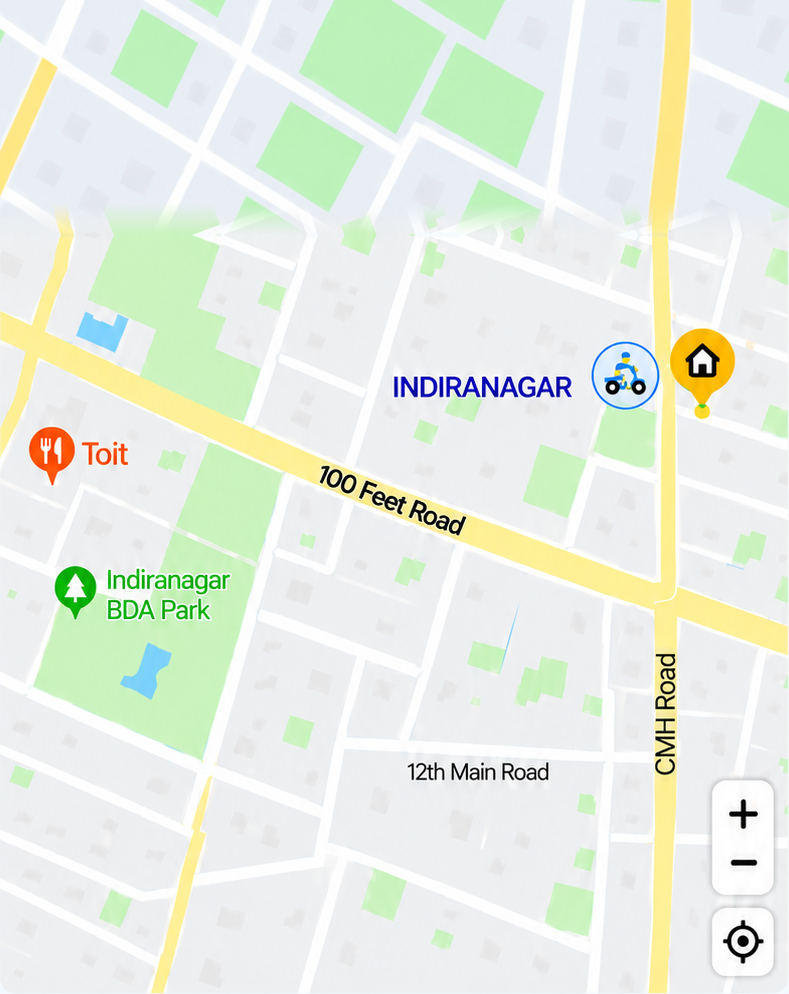 INDIRANAGAR
Toit
100 Feet Road
Indiranagar
BDA Park
CMH Road
12th Main Road